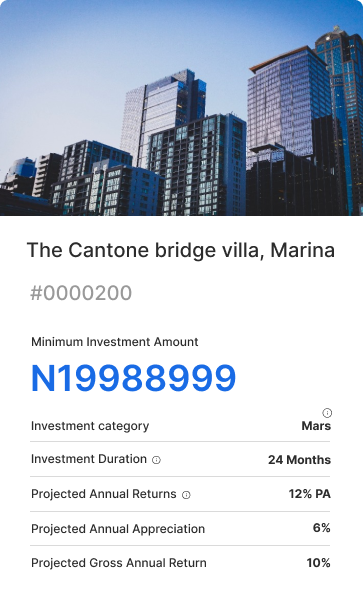 The Cantone bridge villa, Marina
#0000200
Minimum Investment Amount
N19988999
Investment category Mars
Investment Duration 24 Months
Projected Annual Returns 12% PA
Projected Annual Appreciation 6%
Projected Gross Annual Return 10%